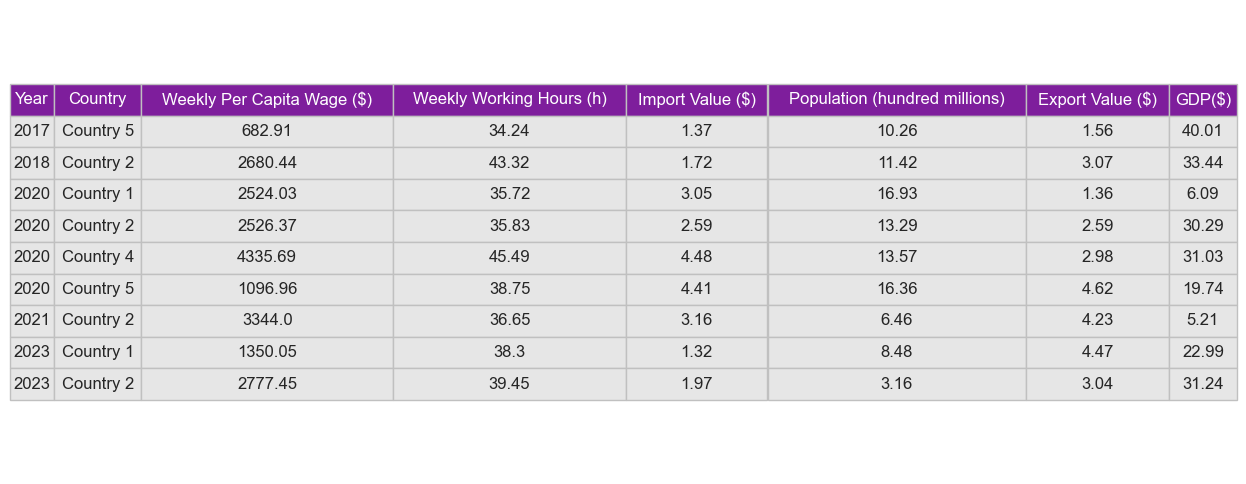 Year Country Weekly Per Capita Wage ($) Weekly Working Hours (h) Import Value ($) Population (hundred millions) Export Value ($) GDP($)
2017 Country 5 682.91 34.24 1.37 10.26 1.56 40.01
2018 Country 2 2680.44 43.32 1.72 11.42 3.07 33.44
2020 Country 1 2524.03 35.72 3.05 16.93 1.36 6.09
2020 Country 2 2526.37 35.83 2.59 13.29 2.59 30.29
2020 Country 4 4335.69 45.49 4.48 13.57 2.98 31.03
2020 Country 5 1096.96 38.75 4.41 16.36 4.62 19.74
2021 Country 2 3344.0 36.65 3.16 6.46 4.23 5.21
2023 Country 1 1350.05 38.3 1.32 8.48 4.47 22.99
2023 Country 2 2777.45 39.45 1.97 3.16 3.04 31.24